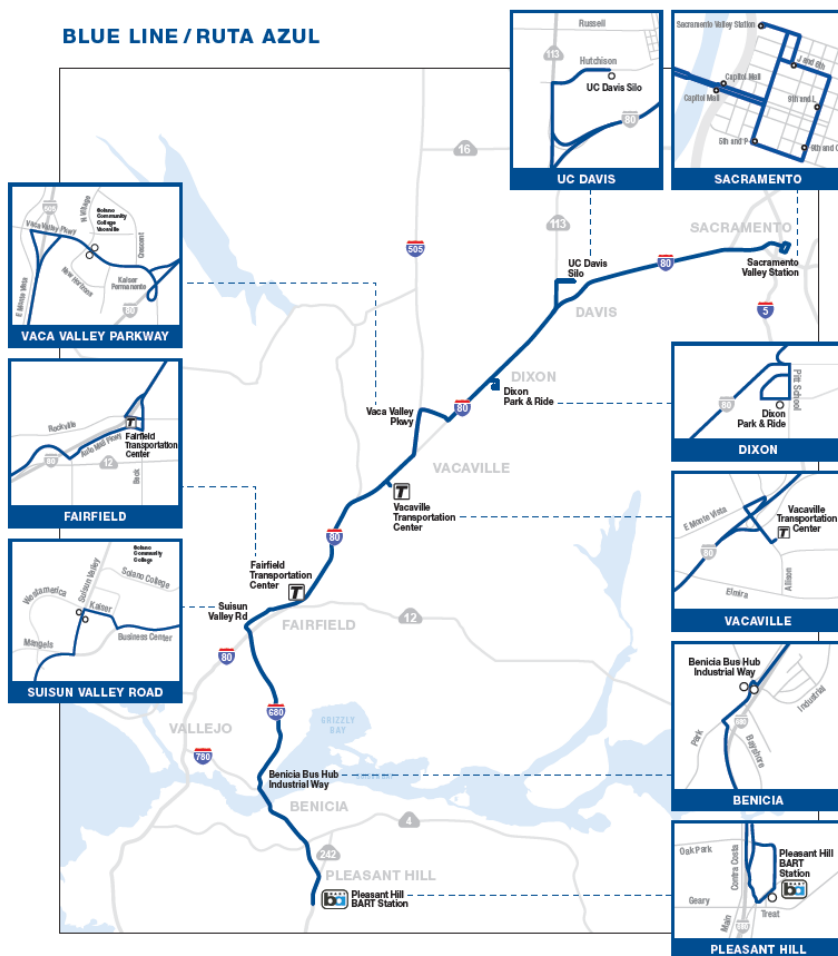 BLUE LINE / RUTA AZUL
Russell
113
Hutchison
UC Davis Silo
80
UC DAVIS
Sacramento Valley Station
J and 6th
Capitol Mall
Capitol Mall
9th and L
5th and P
SACRAMENTO
16
505
Vaca Valley Pkwy
N Village
Solano
Community
College
Vacaville
Crescent
New Horizons
Kaiser
Permanente
E Monte Vista
80
VACA VALLEY PARKWAY
505
113
SACRAMENTO
UC Davis
Silo
80
Sacramento
Valley Station
DAVIS
5
DIXON
Dixon
Park & Ride
80
Vaca Valley
Pkwy
VACAVILLE
80
Pitt School
Dixon
Park & Ride
DIXON
Rockville
T
Auto Mall Pkwy
Fairfield
Transportation
Center
80
12
Beck
FAIRFIELD
T
Vacaville
Transportation
Center
E Monte Vista
Vacaville
Transportation
Center
T
80
Elmira
Allison
VACAVILLE
80
Fairfield
Transportation
Center
T
Suisun
Valley Rd
FAIRFIELD
12
80
Solano
Community
College
Suisun Valley
Solano College
Westamerica
Kaiser
Mangels
Business Center
SUISUN VALLEY ROAD
680
VALLEJO
GRIZZLY
BAY
780
Benicia Bus Hub
Industrial Way
BENICIA
Benicia Bus Hub
Industrial Way
Industrial
680
Park
Bayshore
BENICIA
4
242
PLEASANT HILL
BART
ba
Pleasant Hill
BART Station
Oak Park
Contra Costa
Pleasant Hill
BART
Station
BART
ba
Geary
Treat
Main
680
PLEASANT HILL